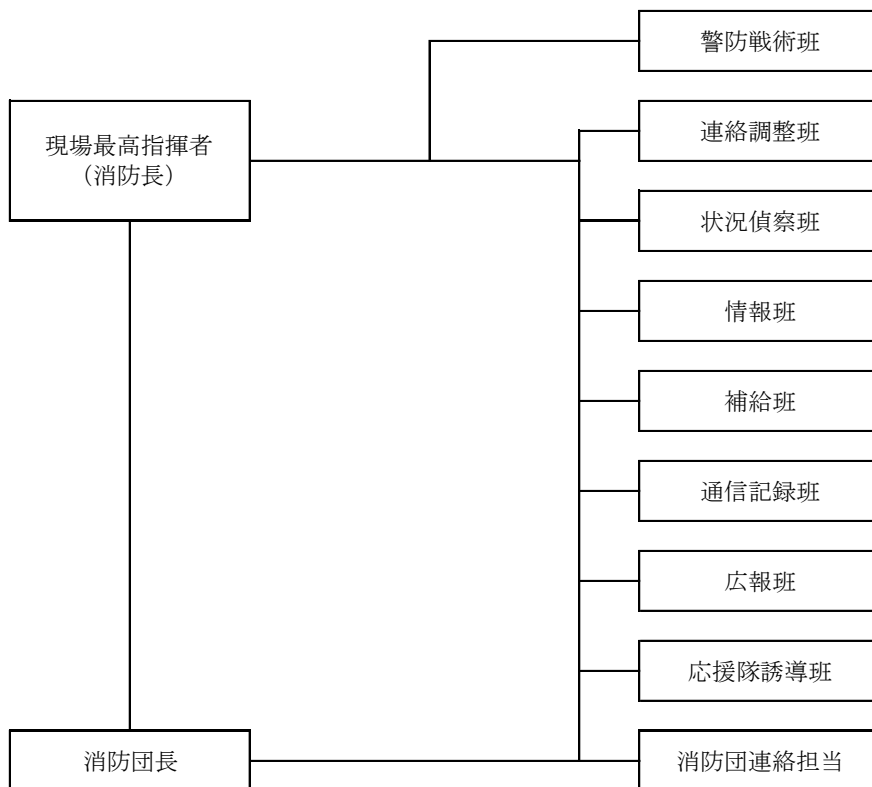 警防戦術班
現場最高指揮者
（消防長）
連絡調整班
状況偵察班
情報班
補給班
通信記録班
広報班
応援隊誘導班
消防団長
消防団連絡担当